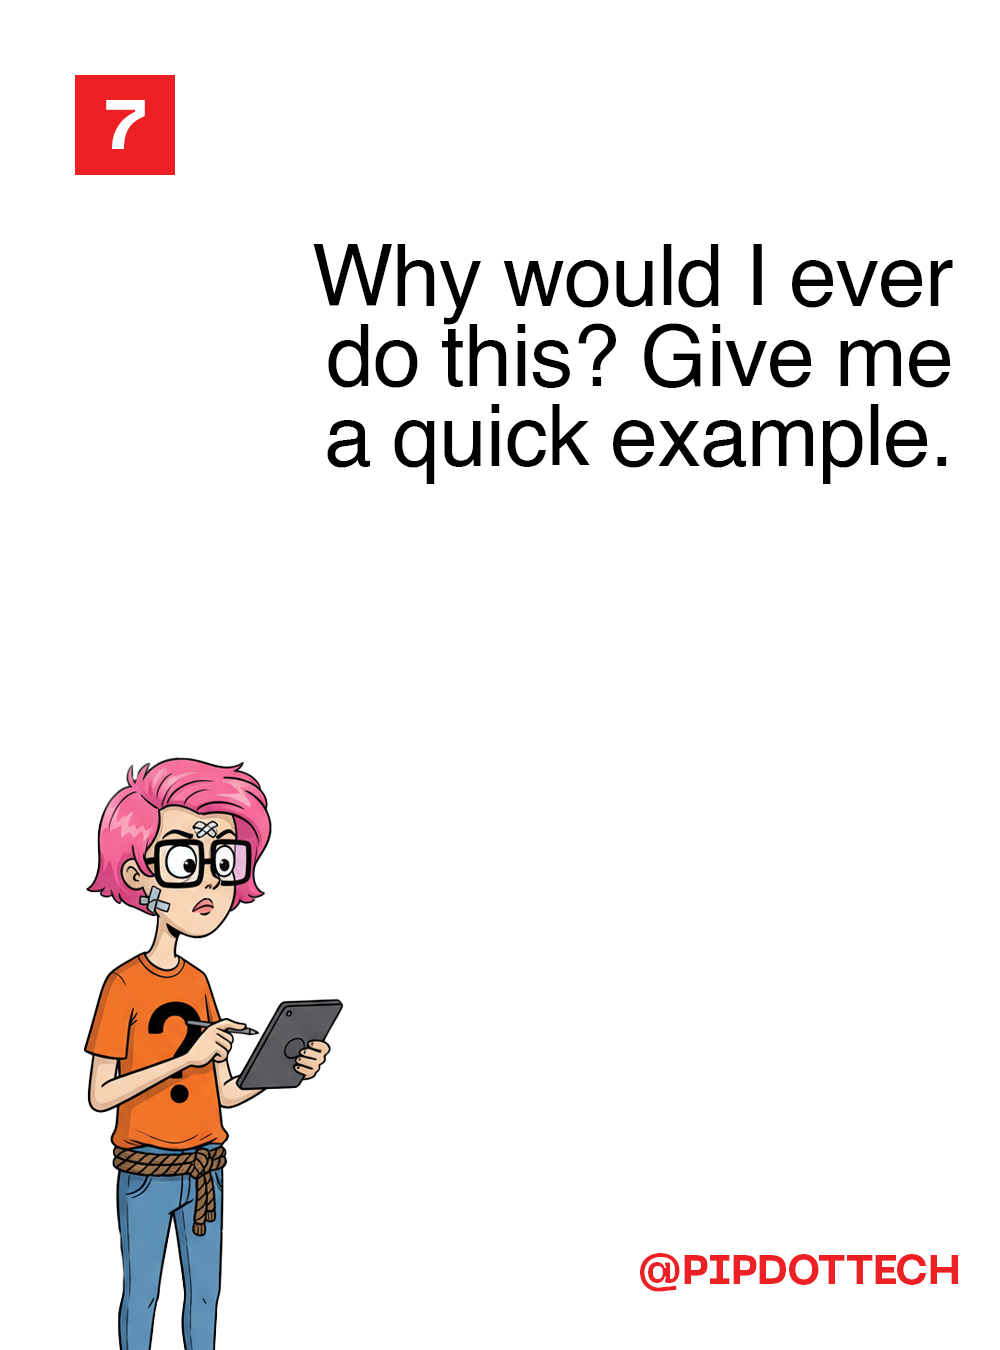 7
Why would I ever
do this? Give me
a quick example.
?
@PIPDOTTECH